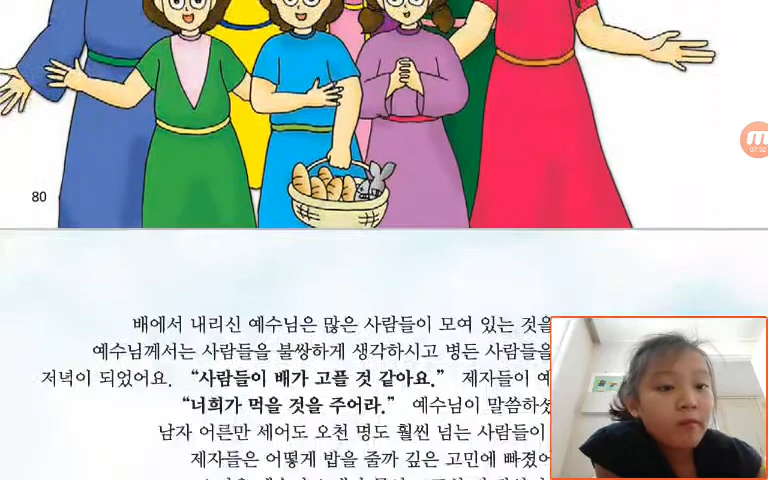 80
07:52
배에서 내리신 예수님은 많은 사람들이 모여 있는 것을
예수님께서는 사람들을 불쌍하게 생각하시고 병든 사람들을
저녁이 되었어요. “사람들이 배가 고플 것 같아요.” 제자들이 예
“너희가 먹을 것을 주어라.” 예수님이 말씀하셨
남자 어른만 세어도 오천 명도 훨씬 넘는 사람들이
제자들은 어떻게 밥을 줄까 깊은 고민에 빠졌어